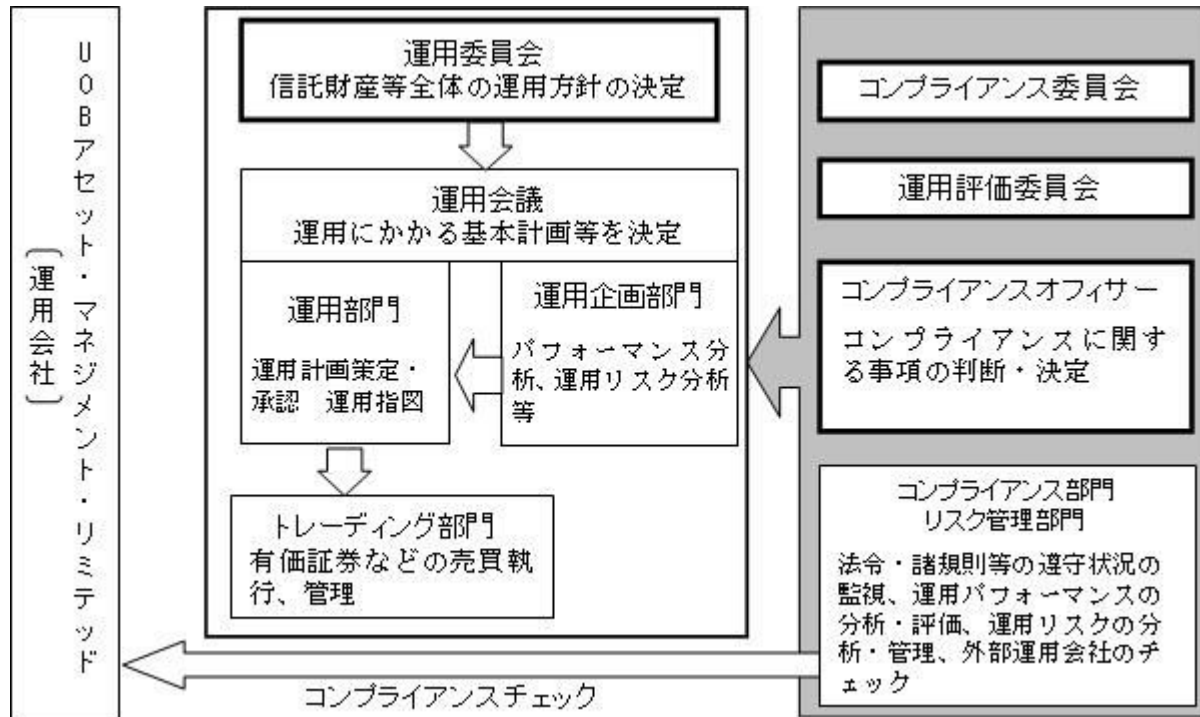 UOBアセット・マネジメント・リミテッド
〔運用会社〕
運用委員会
信託財産等全体の運用方針の決定
運用会議
運用にかかる基本計画等を決定
運用部門
運用計画策定・
承認　運用指図
運用企画部門
パフォーマンス分
析、運用リスク分析
等
トレーディング部門
有価証券などの売買執
行、管理
コンプライアンス委員会
運用評価委員会
コンプライアンスオフィサー
コンプライアンスに関す
る事項の判断・決定
コンプライアンス部門
リスク管理部門
法令・諸規則等の遵守状況の
監視、運用パフォーマンスの
分析・評価、運用リスクの分
析・管理、外部運用会社のチ
ェック
コンプライアンスチェック